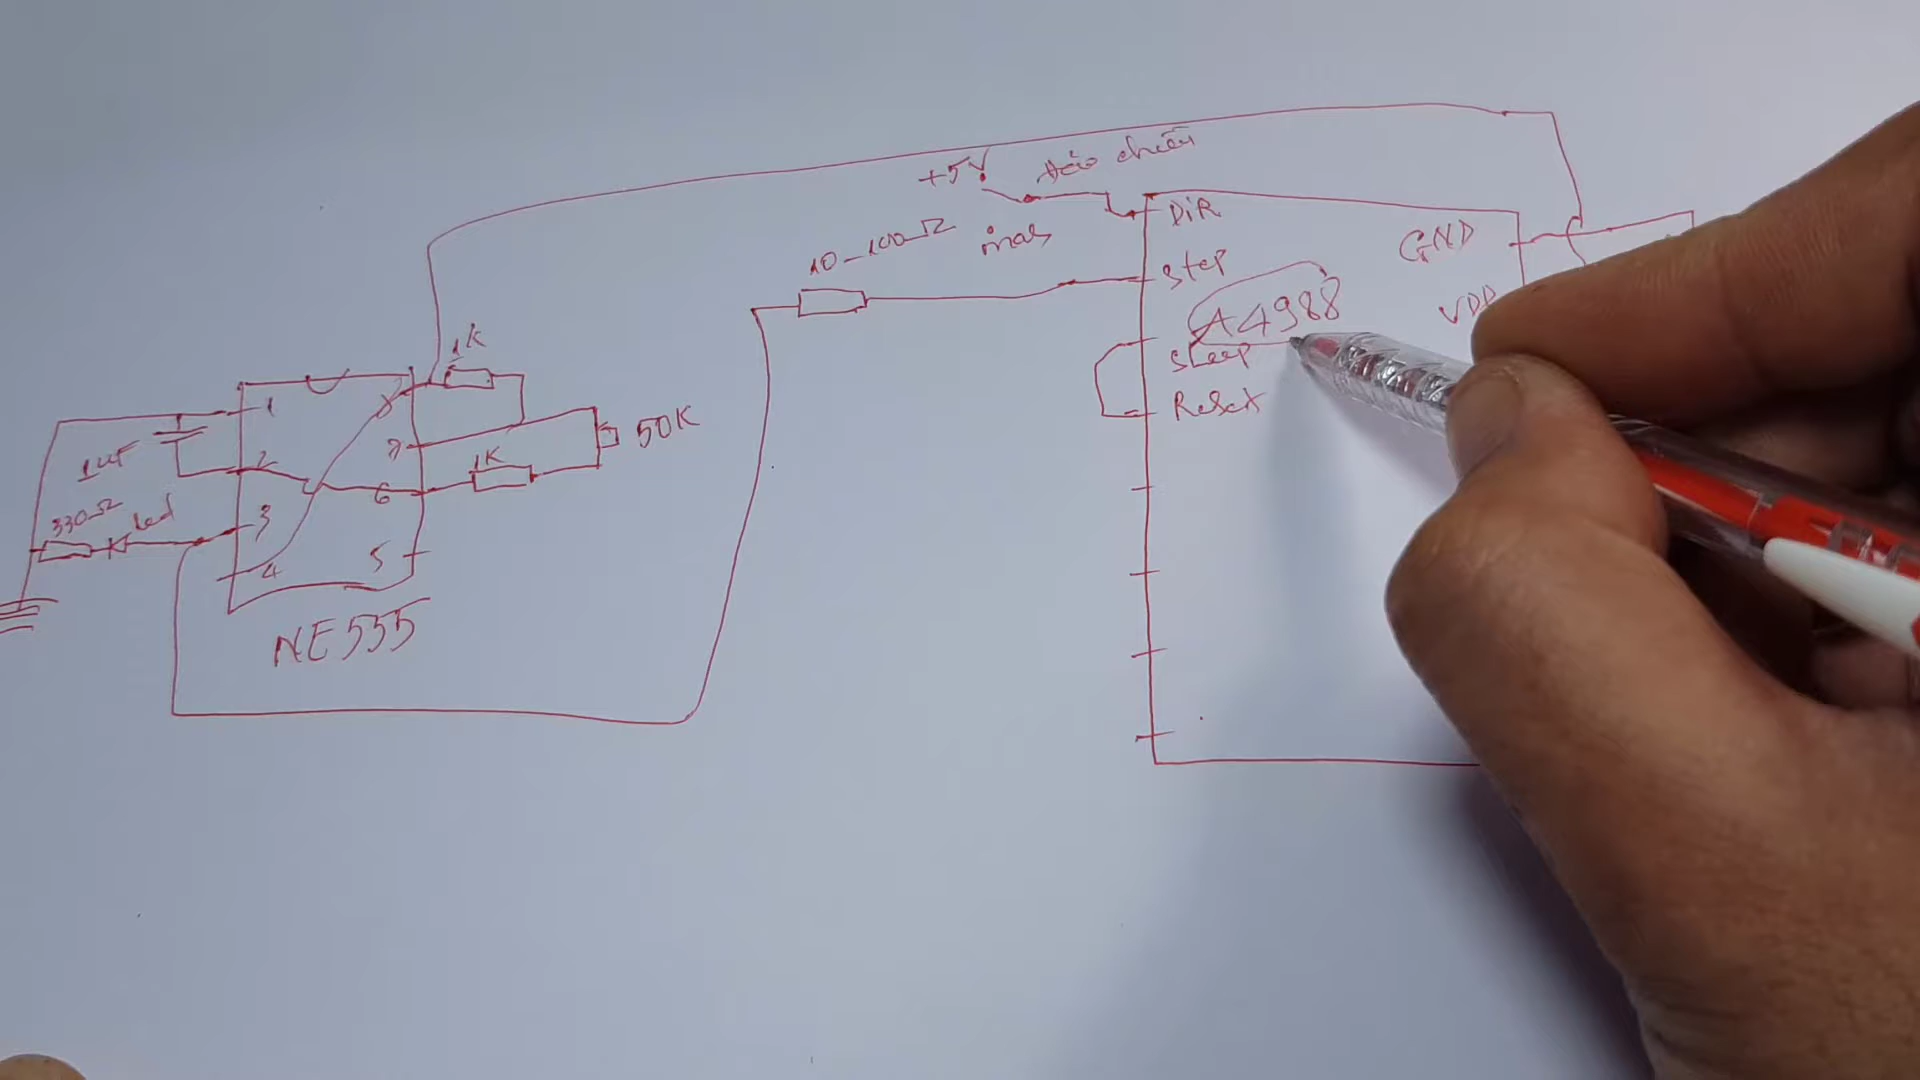 +5V đảo chiều
DiR
GND
10-100Ω
Step
A4988
VDD
1K
SLeep
Reset
8
1
7
50K
1uF
2
1K
6
330Ω led
3
5
4
NE555